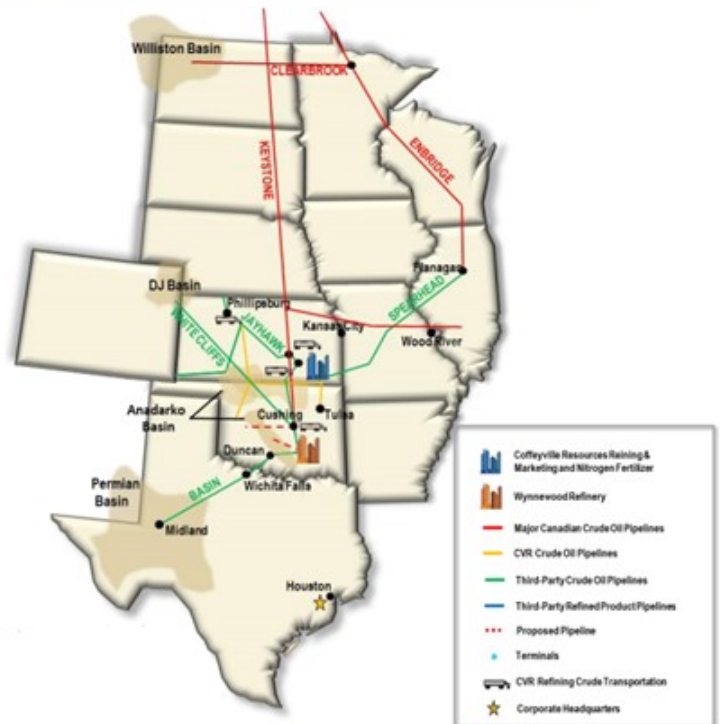 Williston Basin
CLEARBROOK
KEYSTONE
ENBRIDGE
Flanagan
DJ Basin
Phillipsburg
JAYHAWK
WHITE CLIFFS
SPEARHEAD
Kansas City
Wood River
Anadarko
Basin
Cushing
Tulsa
Duncan
Wichita Falls
BASIN
Permian
Basin
Midland
Houston
Coffeyville Resources Reining &
Marketing and Nitrogen Fertilizer
Wynnewood Refinery
Major Canadian Crude Oil Pipelines
CVR Crude Oil Pipelines
Third-Party Crude Oil Pipelines
Third-Party Refined Product Pipelines
Proposed Pipeline
Terminals
CVR Refining Crude Transportation
Corporate Headquarters